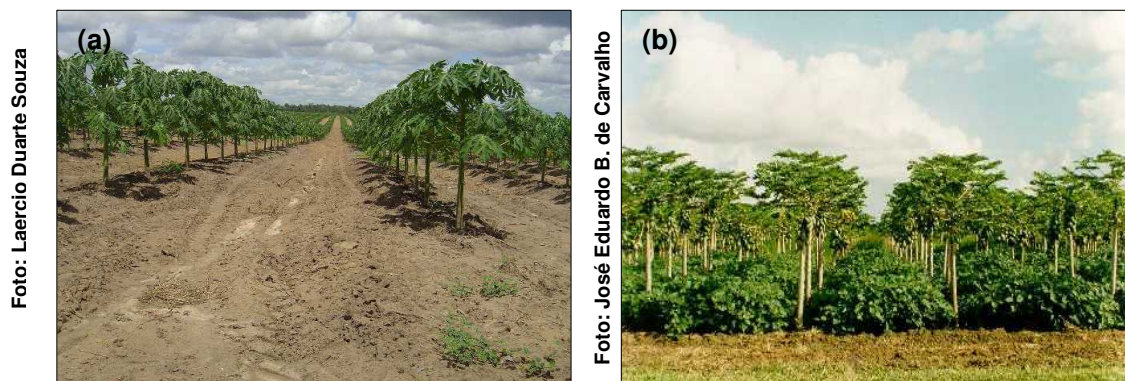 Foto: Laercio Duarte Souza
(a)
Foto: José Eduardo B. de Carvalho
(b)